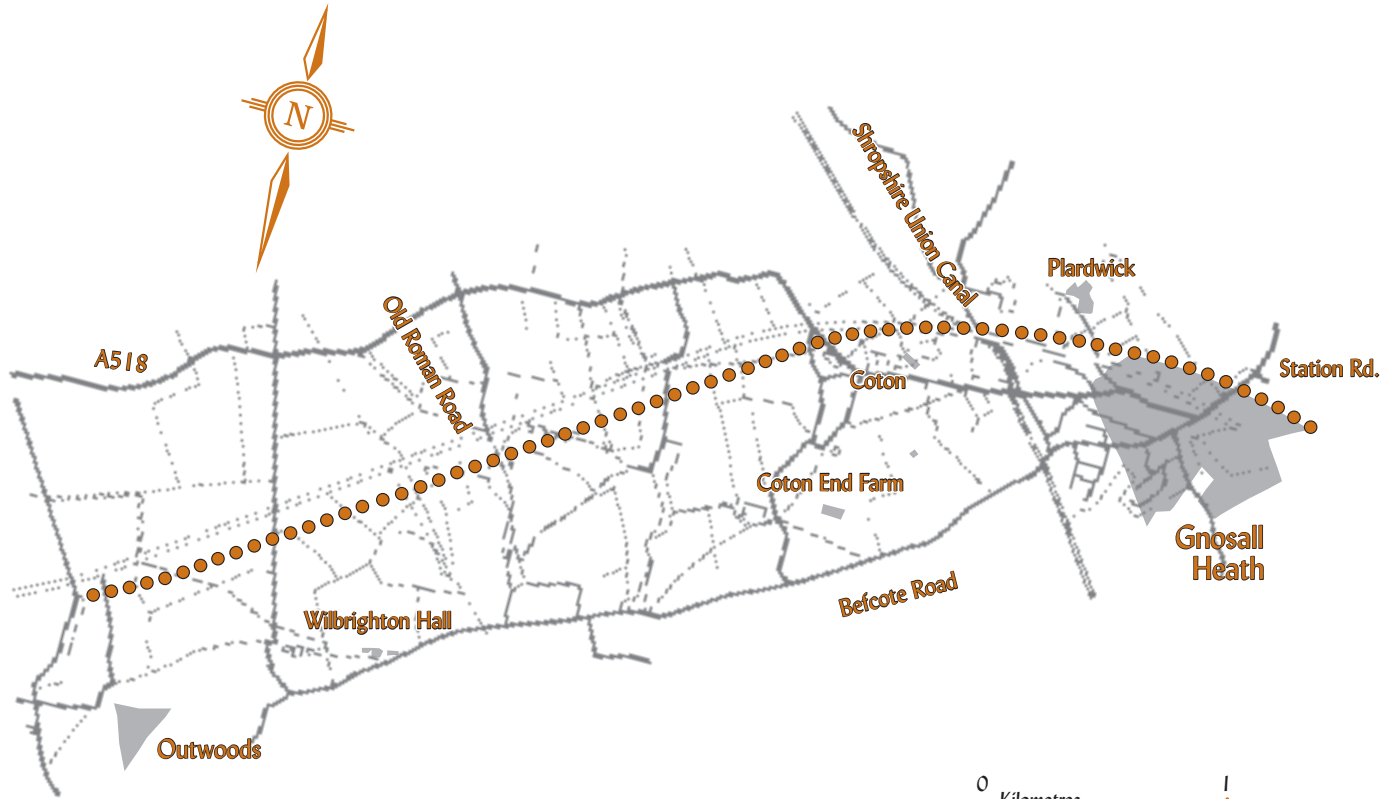 N
Shropshire Union Canal
Plardwick
Old Roman Road
A518
Station Rd.
Coton
Coton End Farm
Gnosall
Heath
Befcote Road
Wilbrighton Hall
Outwoods
0 1
Kilometres